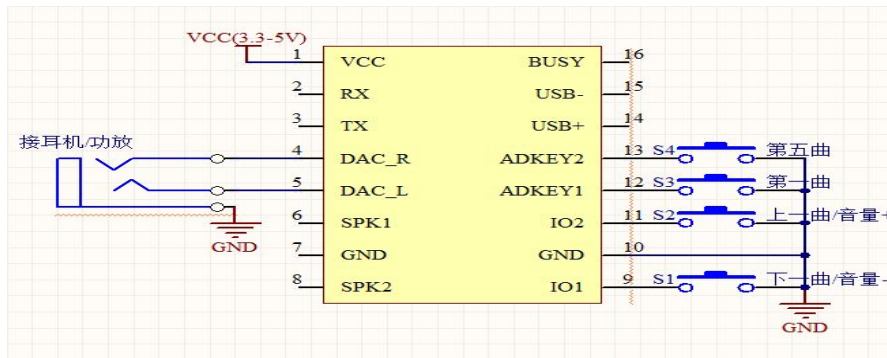 VCC(3.3-5V)
1 VCC BUSY 16
2 RX USB- 15
3 TX USB+ 14
接耳机/功放
4 DAC_R ADKEY2 13 S4 第五曲
5 DAC_L ADKEY1 12 S3 第一曲
6 SPK1 IO2 11 S2 上一曲/音量+
GND
7 GND GND 10
8 SPK2 IO1 9 S1 下一曲/音量-
GND